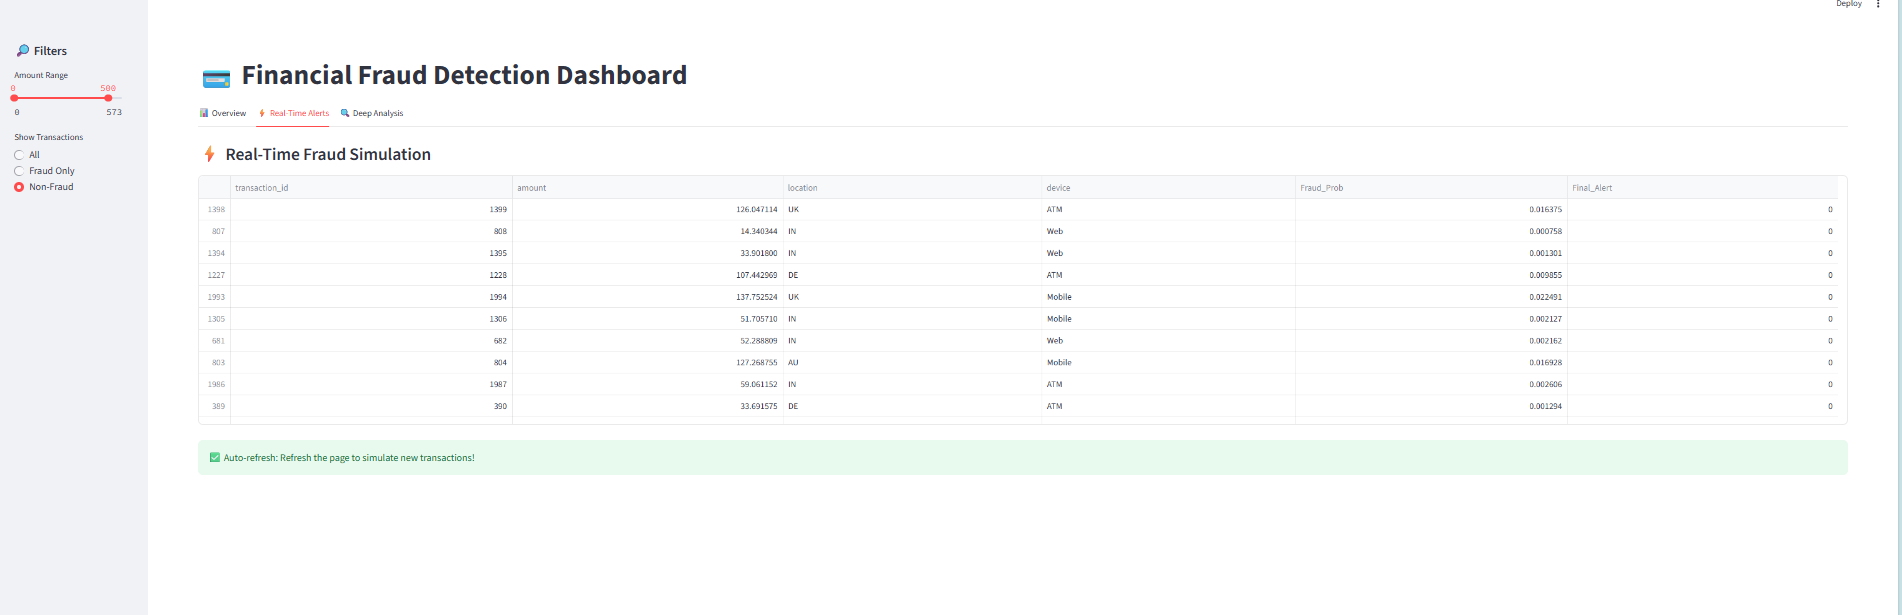 Deploy
Filters
Amount Range
0 500
0 573
Show Transactions
All
Fraud Only
Non-Fraud
Financial Fraud Detection Dashboard
Overview Real-Time Alerts Deep Analysis
Real-Time Fraud Simulation
transaction_id amount location device Fraud_Prob Final_Alert
1398 1399 126.047114 UK ATM 0.016375 0
807 808 14.340344 IN Web 0.000758 0
1394 1395 33.901800 IN Web 0.001301 0
1227 1228 107.442969 DE ATM 0.009855 0
1993 1994 137.752524 UK Mobile 0.022491 0
1305 1306 51.705710 IN Mobile 0.002127 0
681 682 52.288809 IN Web 0.002162 0
803 804 127.268755 AU Mobile 0.016928 0
1986 1987 59.061152 IN ATM 0.002606 0
389 390 33.691575 DE ATM 0.001294 0
Auto-refresh: Refresh the page to simulate new transactions!